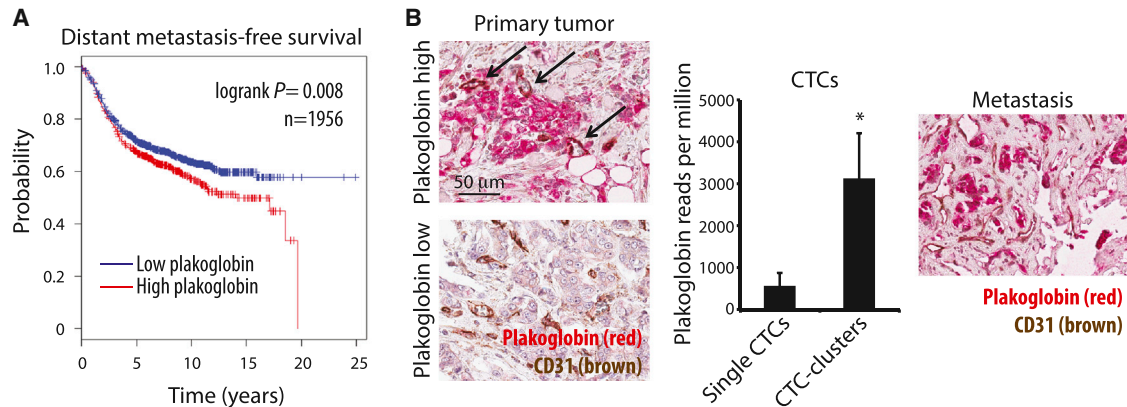 A
Distant metastasis-free survival
logrank P= 0.008
n=1956
Probability
1.0
0.8
0.6
0.4
0.2
0
Low plakoglobin
High plakoglobin
0 5 10 15 20 25
Time (years)
B
Primary tumor
Plakoglobin high
50 µm
Plakoglobin low
Plakoglobin (red)
CD31 (brown)
CTCs
Plakoglobin reads per million
5000
4000
3000
2000
1000
0
*
Single CTCs
CTC-clusters
Metastasis
Plakoglobin (red)
CD31 (brown)